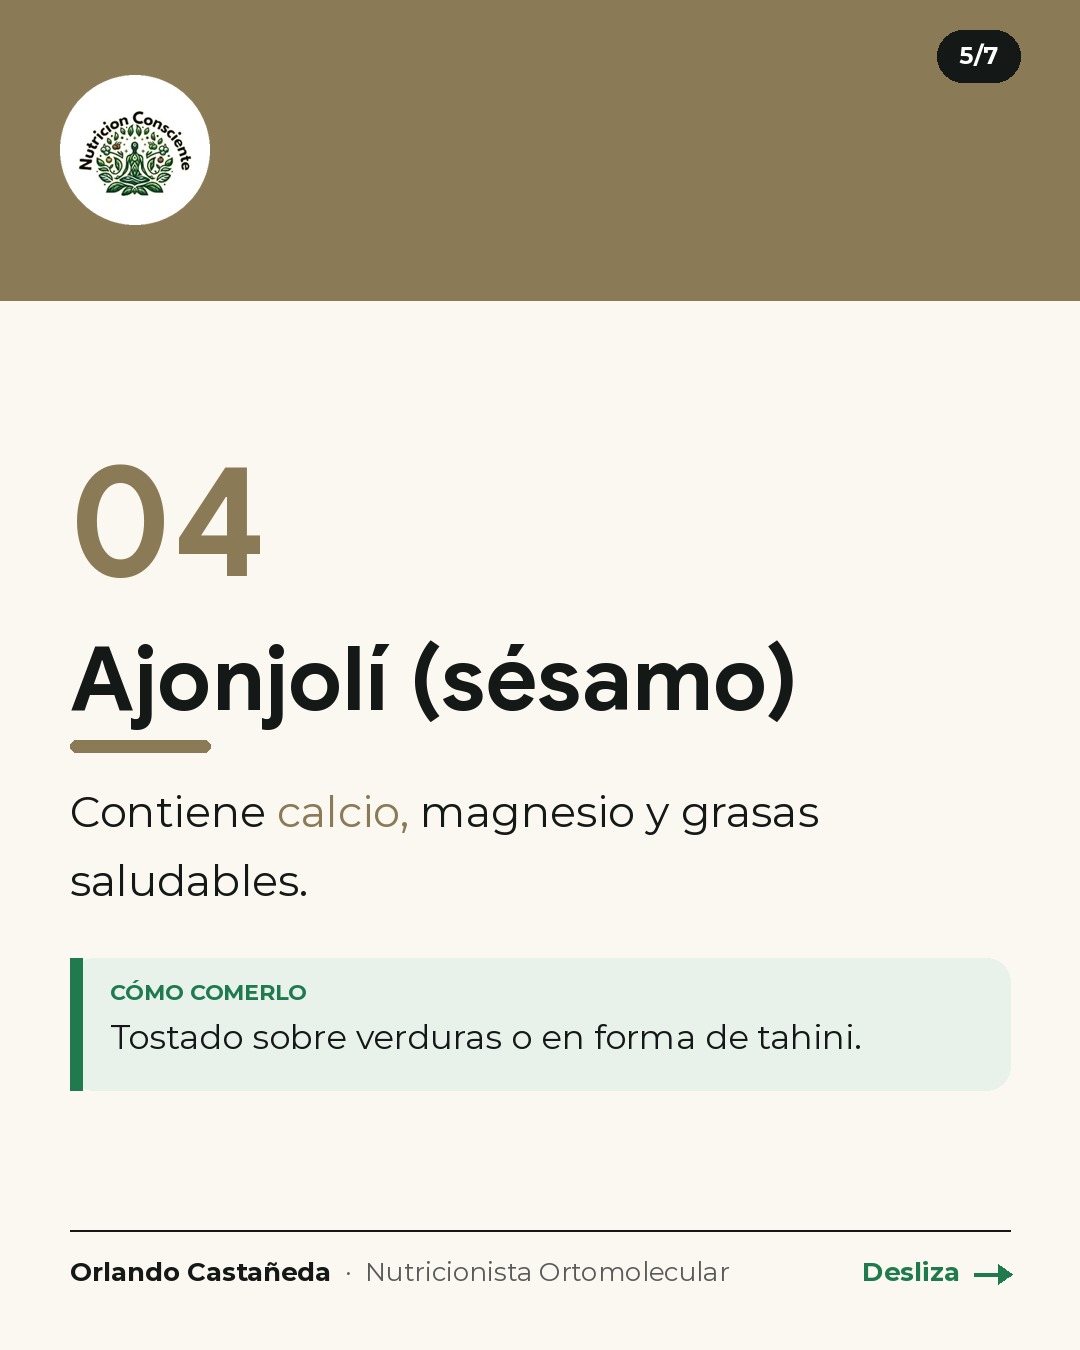 5/7
Nutricion Consciente
04
Ajonjolí (sésamo)
Contiene calcio, magnesio y grasas
saludables.
CÓMO COMERLO
Tostado sobre verduras o en forma de tahini.
Orlando Castañeda · Nutricionista Ortomolecular
Desliza